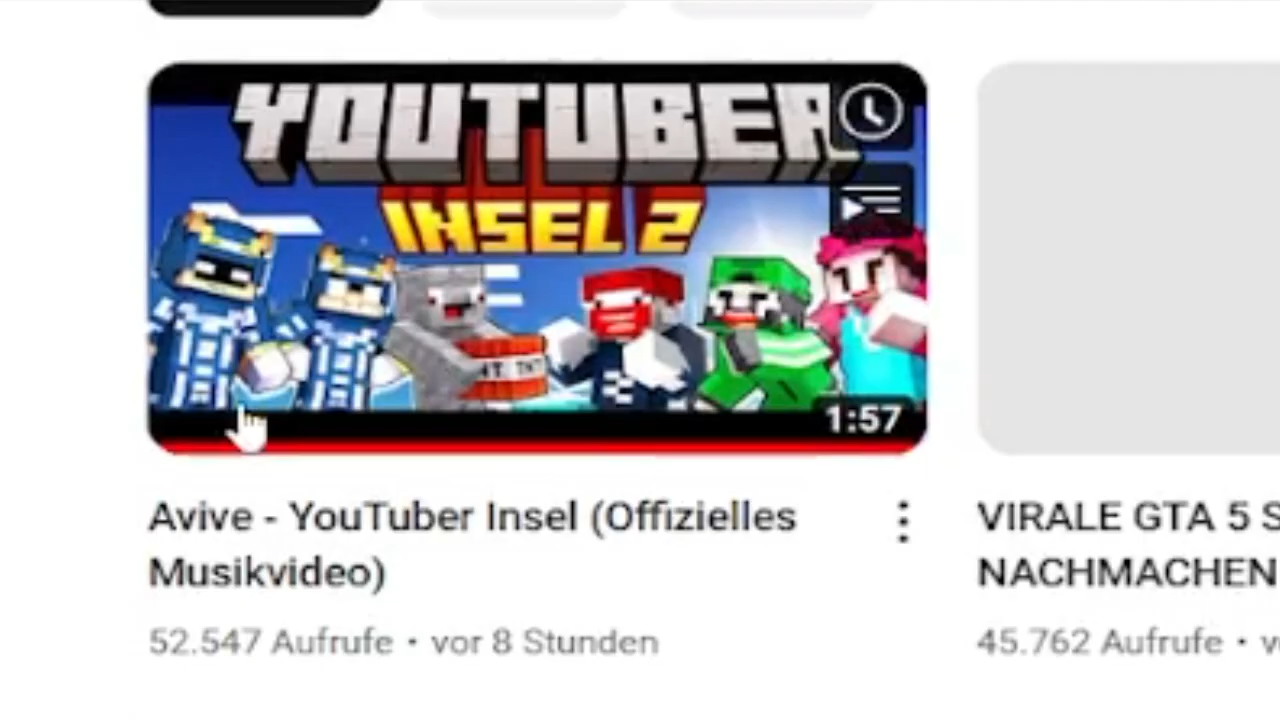 YOUTUBER
INSEL 2
TNT
1:57
Avive - YouTuber Insel (Offizielles
Musikvideo)
52.547 Aufrufe • vor 8 Stunden
VIRALE GTA 5
NACHMACHEN
45.762 Aufrufe •